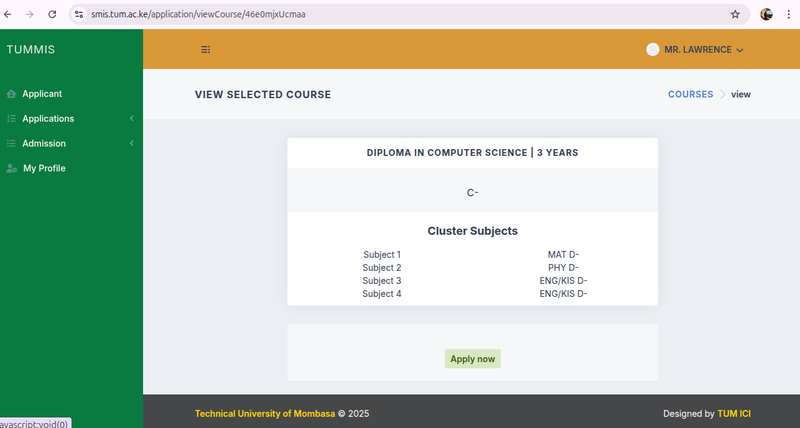 smis.tum.ac.ke/application/viewCourse/46e0mjxUcmaa
TUMMIS
MR. LAWRENCE
Applicant
Applications
Admission
My Profile
VIEW SELECTED COURSE
COURSES view
DIPLOMA IN COMPUTER SCIENCE | 3 YEARS
C-
Cluster Subjects
Subject 1 MAT D-
Subject 2 PHY D-
Subject 3 ENG/KIS D-
Subject 4 ENG/KIS D-
Apply now
Technical University of Mombasa © 2025
Designed by TUM ICI
avascript:void(0)